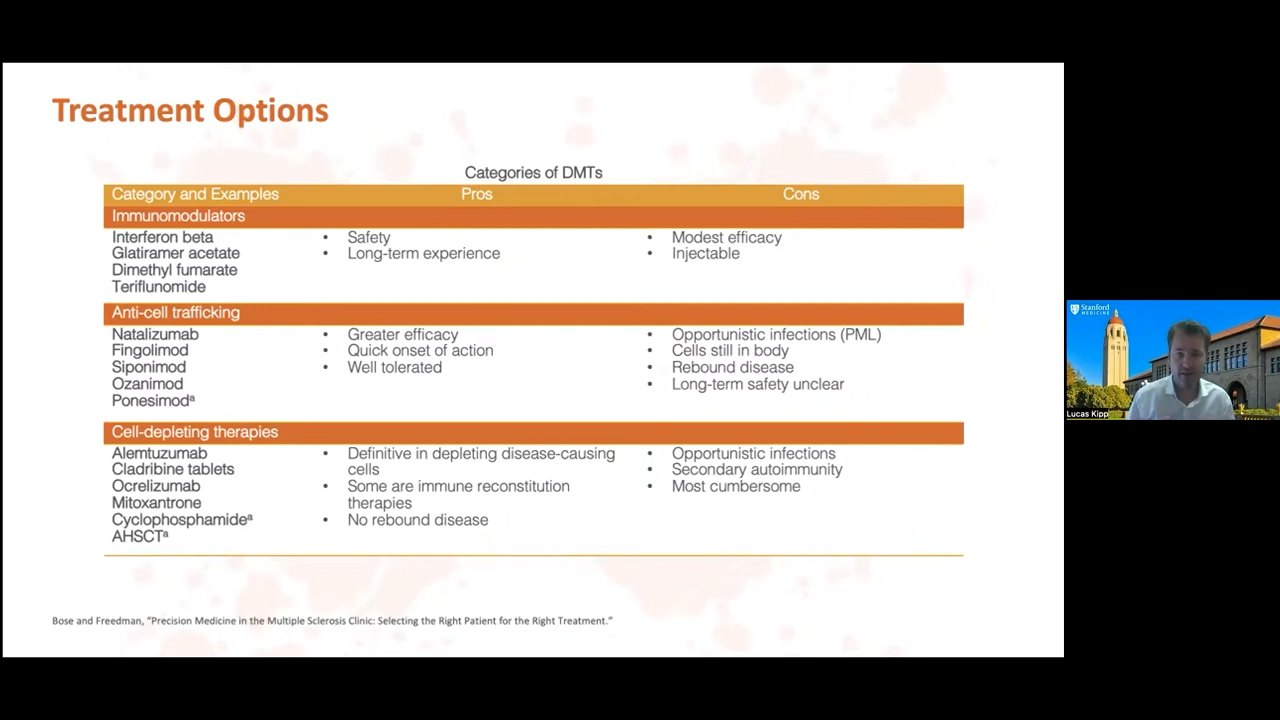 Treatment Options
Categories of DMTs
Category and Examples Pros Cons
Immunomodulators
Interferon beta • Safety • Modest efficacy
Glatiramer acetate • Long-term experience • Injectable
Dimethyl fumarate
Teriflunomide
Anti-cell trafficking
Natalizumab • Greater efficacy • Opportunistic infections (PML)
Fingolimod • Quick onset of action • Cells still in body
Siponimod • Well tolerated • Rebound disease
Ozanimod • Long-term safety unclear
Ponesimodᵃ
Cell-depleting therapies
Alemtuzumab • Definitive in depleting disease-causing • Opportunistic infections
Cladribine tablets cells • Secondary autoimmunity
Ocrelizumab • Some are immune reconstitution • Most cumbersome
Mitoxantrone therapies
Cyclophosphamideᵃ • No rebound disease
AHSCTᵃ
Bose and Freedman, "Precision Medicine in the Multiple Sclerosis Clinic: Selecting the Right Patient for the Right Treatment."
Stanford
MEDICINE
Lucas Kipp